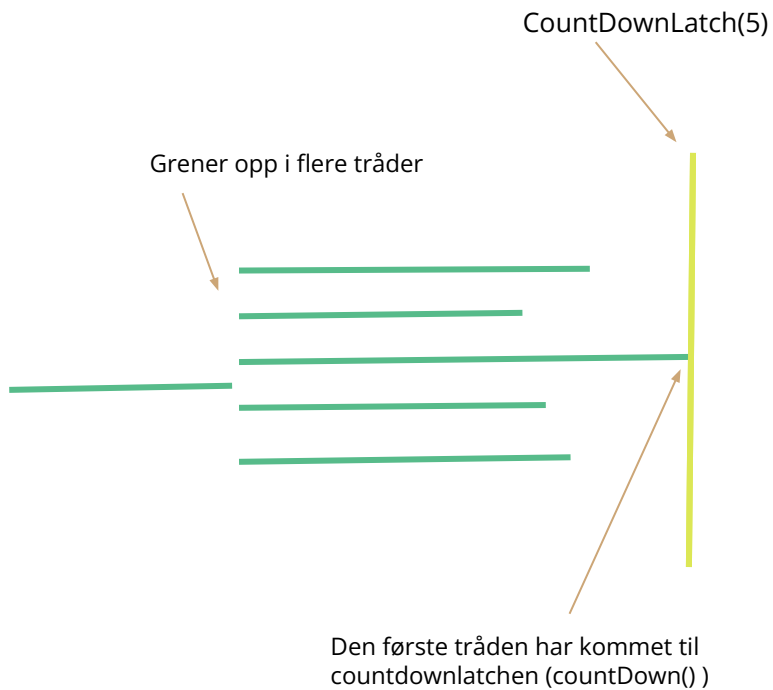 CountDownLatch(5)
Grener opp i flere tråder
Den første tråden har kommet til
countdownlatchen (countDown() )